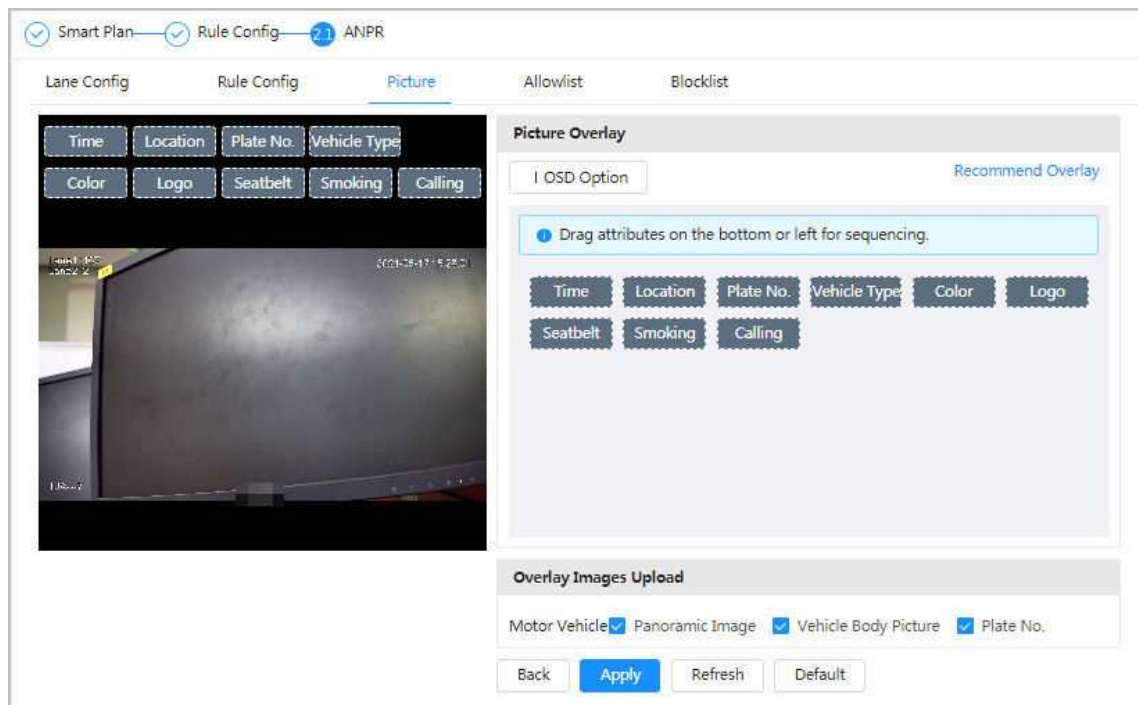 Smart Plan Rule Config 2.1 ANPR
Lane Config Rule Config Picture Allowlist Blocklist
Time Location Plate No. Vehicle Type
Color Logo Seatbelt Smoking Calling
Picture Overlay
OSD Option Recommend Overlay
Drag attributes on the bottom or left for sequencing.
Time Location Plate No. Vehicle Type Color Logo
Seatbelt Smoking Calling
Overlay Images Upload
Motor Vehicle Panoramic Image Vehicle Body Picture Plate No.
Back Apply Refresh Default